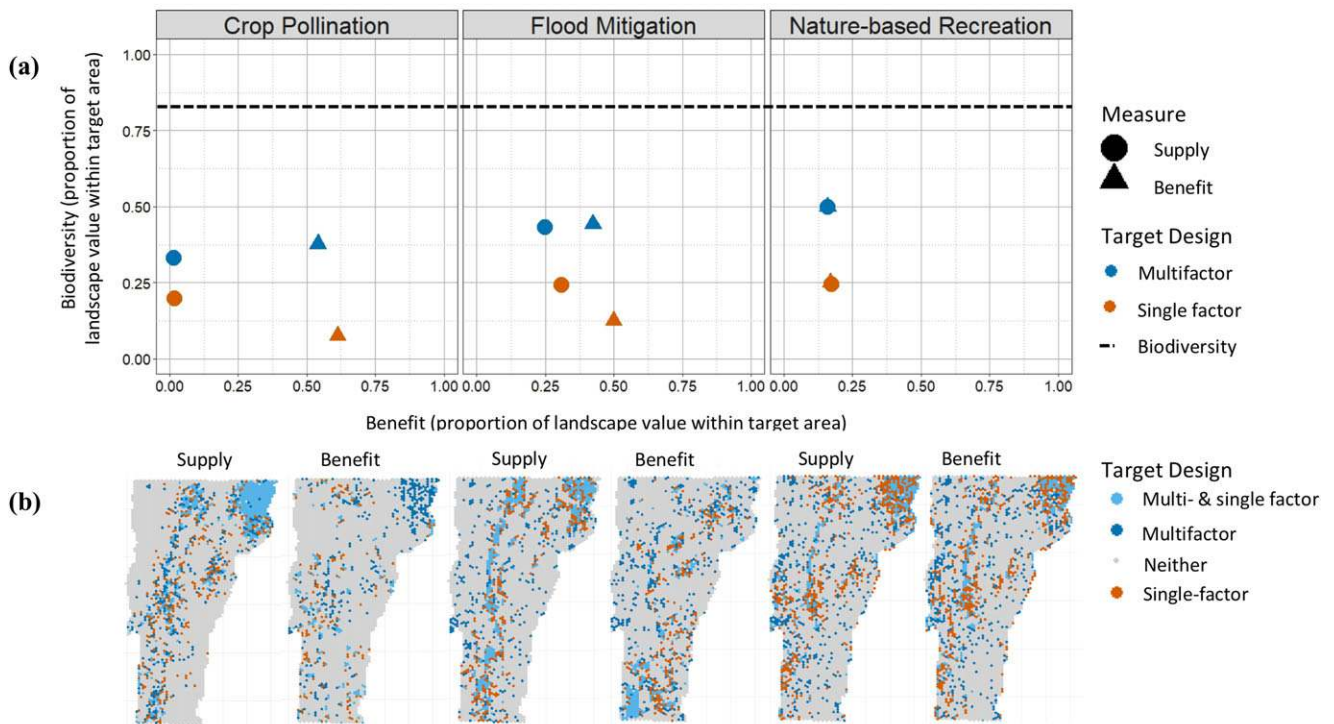 Crop Pollination
Flood Mitigation
Nature-based Recreation
(a)
Biodiversity (proportion of
landscape value within target area)
1.00
0.75
0.50
0.25
0.00
0.00 0.25 0.50 0.75 1.00
0.00 0.25 0.50 0.75 1.00
0.00 0.25 0.50 0.75 1.00
Benefit (proportion of landscape value within target area)
Measure
Supply
Benefit
Target Design
Multifactor
Single factor
Biodiversity
(b)
Supply
Benefit
Supply
Benefit
Supply
Benefit
Target Design
Multi- & single factor
Multifactor
Neither
Single-factor